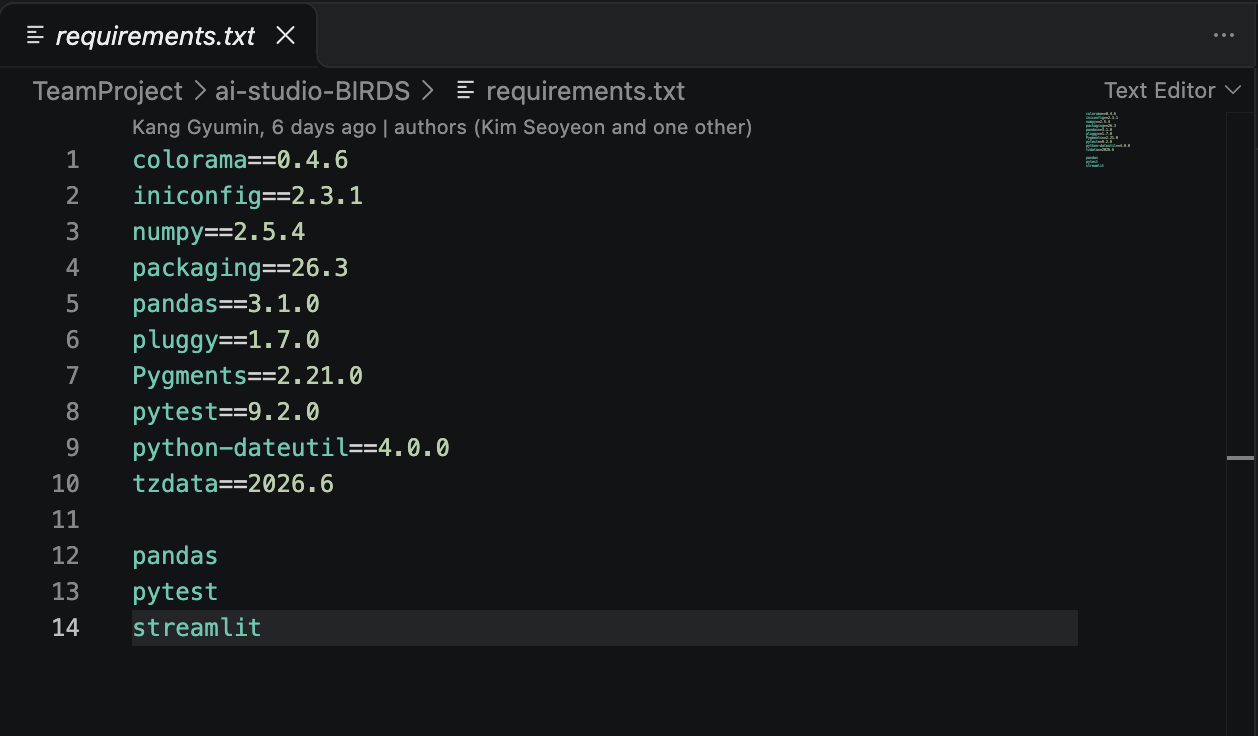 requirements.txt
TeamProject > ai-studio-BIRDS > requirements.txt
Text Editor
Kang Gyumin, 6 days ago | authors (Kim Seoyeon and one other)
1 colorama==0.4.6
2 iniconfig==2.3.1
3 numpy==2.5.4
4 packaging==26.3
5 pandas==3.1.0
6 pluggy==1.7.0
7 Pygments==2.21.0
8 pytest==9.2.0
9 python-dateutil==4.0.0
10 tzdata==2026.6
11
12 pandas
13 pytest
14 streamlit